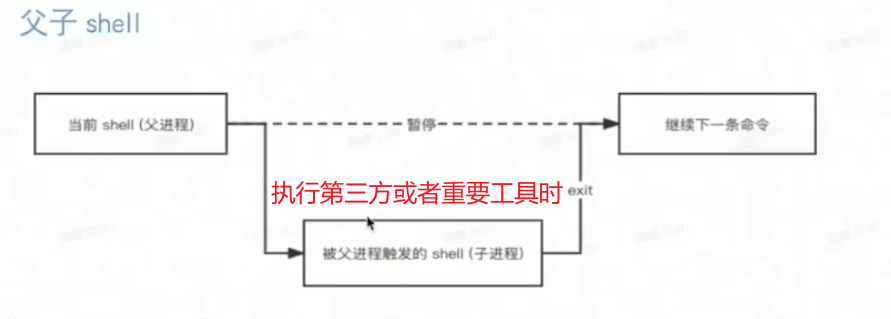 父子 shell
当前 shell (父进程)
暂停
继续下一条命令
执行第三方或者重要工具时
exit
被父进程触发的 shell (子进程)